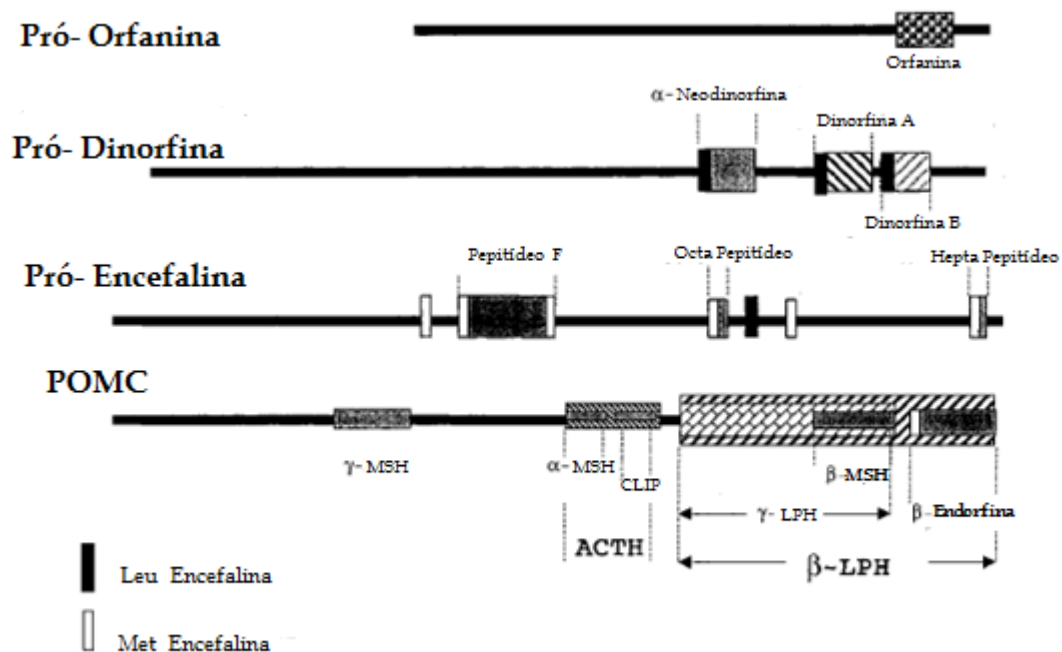 Pró- Orfanina
Orfanina
α- Neodinorfina
Dinorfina A
Pró- Dinorfina
Dinorfina B
Pró- Encefalina
Pepitídeo F
Octa Pepitídeo
Hepta Pepitídeo
POMC
γ- MSH
α- MSH
CLIP
β-MSH
γ- LPH
β-Endorfina
ACTH
β-LPH
Leu Encefalina
Met Encefalina